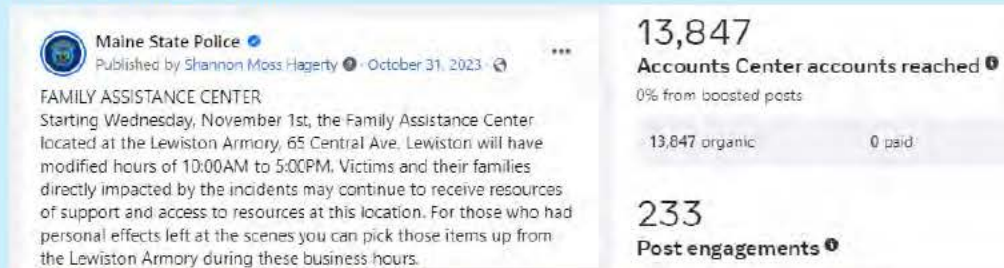 Maine State Police
Published by Shannon Moss Hagerty · October 31, 2023 ·
FAMILY ASSISTANCE CENTER
Starting Wednesday, November 1st, the Family Assistance Center
located at the Lewiston Armory, 65 Central Ave, Lewiston will have
modified hours of 10:00AM to 5:00PM. Victims and their families
directly impacted by the incidents may continue to receive resources
of support and access to resources at this location. For those who had
personal effects left at the scenes you can pick those items up from
the Lewiston Armory during these business hours.
13,847
Accounts Center accounts reached
0% from boosted posts
13,847 organic
0 paid
233
Post engagements